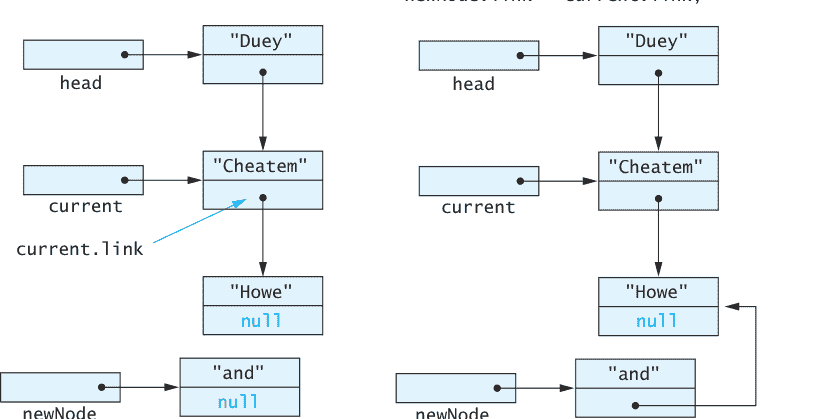 "Duey"
head
"Cheatem"
current
current.link
"Howe"
null
"and"
null
newNode
"Duey"
head
"Cheatem"
current
"Howe"
null
"and"
newNode